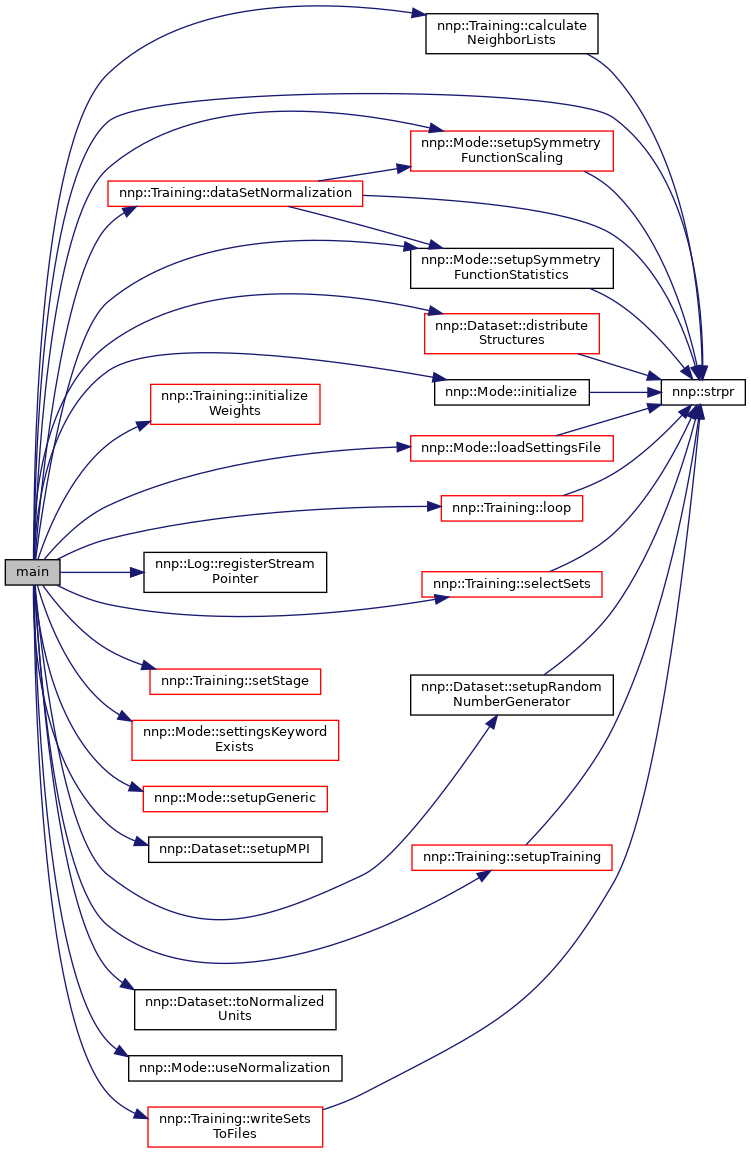 nnp::Training::calculate
NeighborLists
nnp::Mode::setupSymmetry
FunctionScaling
nnp::Training::dataSetNormalization
nnp::Mode::setupSymmetry
FunctionStatistics
nnp::Dataset::distribute
Structures
nnp::Mode::initialize
nnp::strpr
nnp::Training::initialize
Weights
nnp::Mode::loadSettingsFile
nnp::Training::loop
main
nnp::Log::registerStream
Pointer
nnp::Training::selectSets
nnp::Training::setStage
nnp::Dataset::setupRandom
NumberGenerator
nnp::Mode::settingsKeyword
Exists
nnp::Mode::setupGeneric
nnp::Dataset::setupMPI
nnp::Training::setupTraining
nnp::Dataset::toNormalized
Units
nnp::Mode::useNormalization
nnp::Training::writeSets
ToFiles